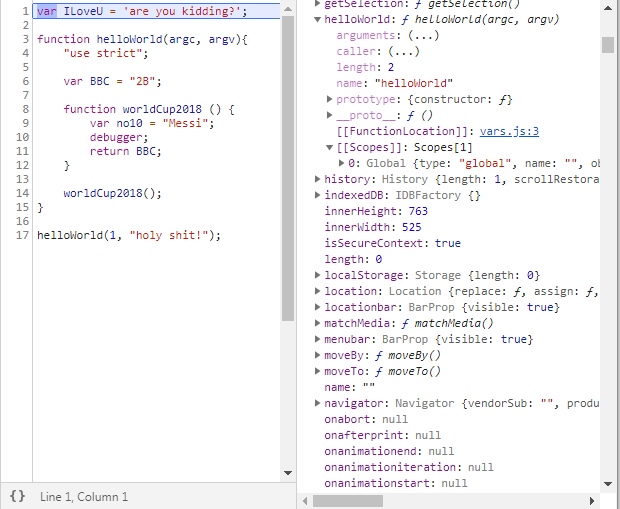 1 var ILoveU = 'are you kidding?';
2
3 function helloWorld(argc, argv){
4 "use strict";
5
6 var BBC = "2B";
7
8 function worldCup2018 () {
9 var no10 = "Messi";
10 debugger;
11 return BBC;
12 }
13
14 worldCup2018();
15 }
16
17 helloWorld(1, "holy shit!");
{} Line 1, Column 1
getSelection: ƒ getSelection()
helloWorld: ƒ helloWorld(argc, argv)
arguments: (...)
caller: (...)
length: 2
name: "helloWorld"
prototype: {constructor: ƒ}
__proto__: ƒ ()
[[FunctionLocation]]: vars.js:3
[[Scopes]]: Scopes[1]
0: Global {type: "global", name: "", ob
history: History {length: 1, scrollRestora
indexedDB: IDBFactory {}
innerHeight: 763
innerWidth: 525
isSecureContext: true
length: 0
localStorage: Storage {length: 0}
location: Location {replace: ƒ, assign: ƒ,
locationbar: BarProp {visible: true}
matchMedia: ƒ matchMedia()
menubar: BarProp {visible: true}
moveBy: ƒ moveBy()
moveTo: ƒ moveTo()
name: ""
navigator: Navigator {vendorSub: "", produ
onabort: null
onafterprint: null
onanimationend: null
onanimationiteration: null
onanimationstart: null